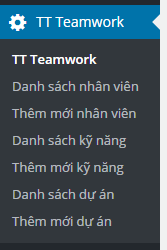 TT Teamwork
TT Teamwork
Danh sách nhân viên
Thêm mới nhân viên
Danh sách kỹ năng
Thêm mới kỹ năng
Danh sách dự án
Thêm mới dự án